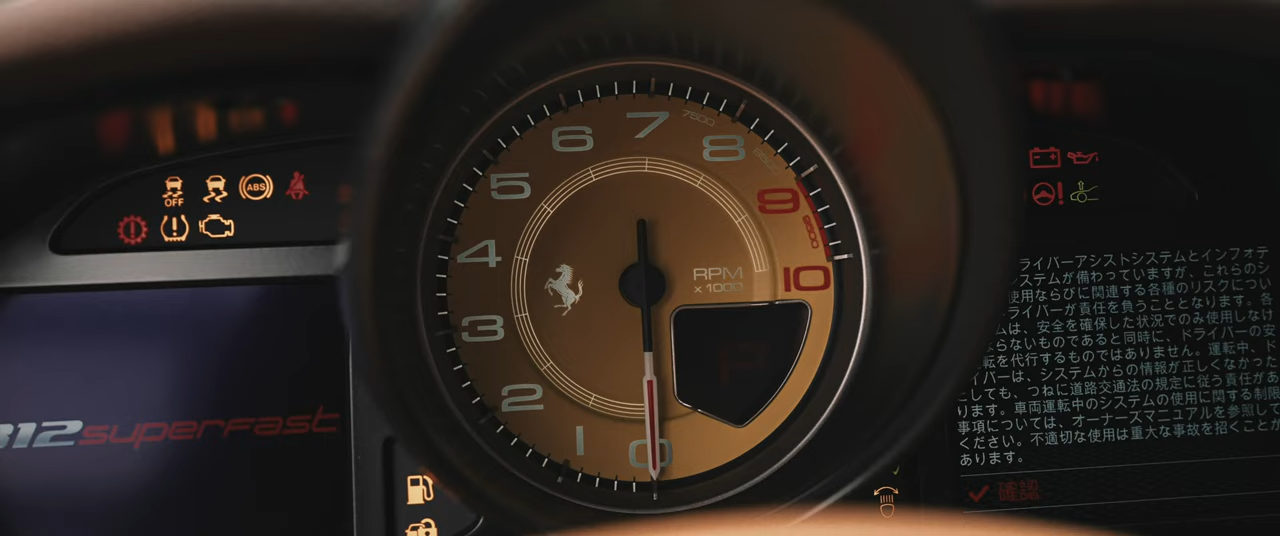 OFF
ABS
812 superfast
7500
7
8
6
5
9
4
10
RPM
x 1000
3
2
1
0
ライバーアシストシステムとインフォテ
ステムが備わっていますが、これらのシ
使用ならびに関連する各種のリスクについ
ライバーが責任を負うこととなります。各
ムは、安全を確保した状況でのみ使用しなけ
ならないものであると同時に、ドライバーの安
転を代行するものではありません。運転中、ド
イバーは、システムからの情報が正しくなかった
としても、つねに道路交通法の規定に従う責任があ
ります。車両運転中のシステムの使用に関する制限
事項については、オーナーズマニュアルを参照して
ください。不適切な使用は重大な事故を招くことが
あります。
確認